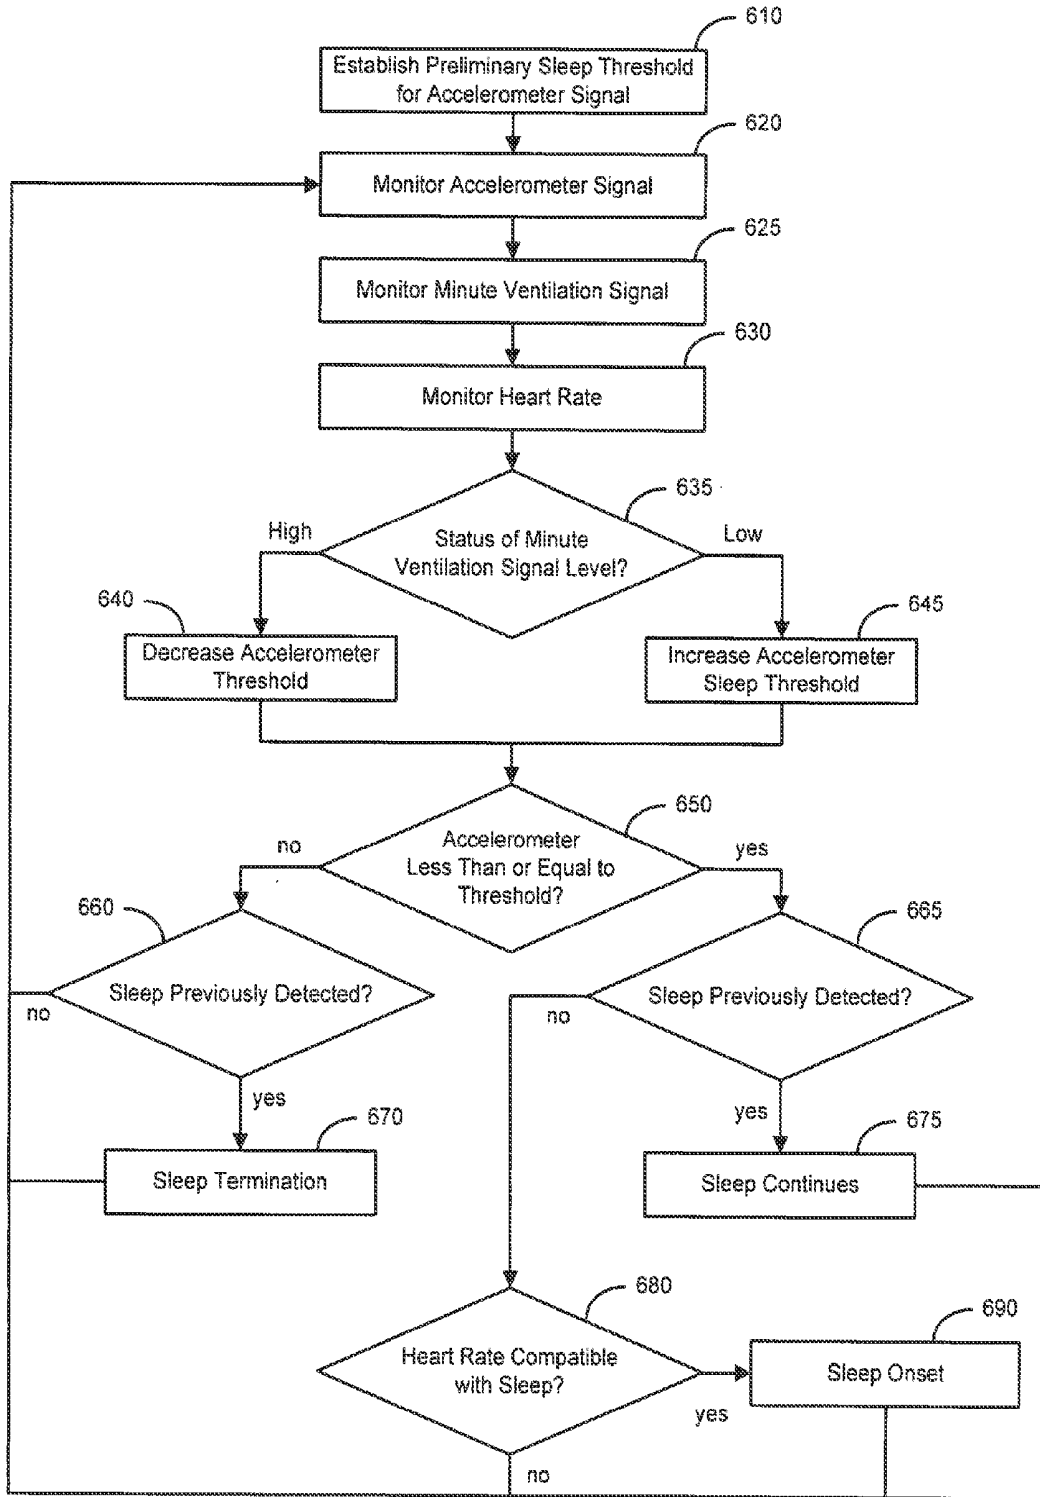 610
Establish Preliminary Sleep Threshold
for Accelerometer Signal
620
Monitor Accelerometer Signal
625
Monitor Minute Ventilation Signal
630
Monitor Heart Rate
635
High
Status of Minute
Ventilation Signal Level?
Low
640
Decrease Accelerometer
Threshold
645
Increase Accelerometer
Sleep Threshold
650
no
Accelerometer
Less Than or Equal to
Threshold?
yes
660
Sleep Previously Detected?
no
yes
665
Sleep Previously Detected?
no
yes
670
Sleep Termination
675
Sleep Continues
680
Heart Rate Compatible
with Sleep?
yes
no
690
Sleep Onset